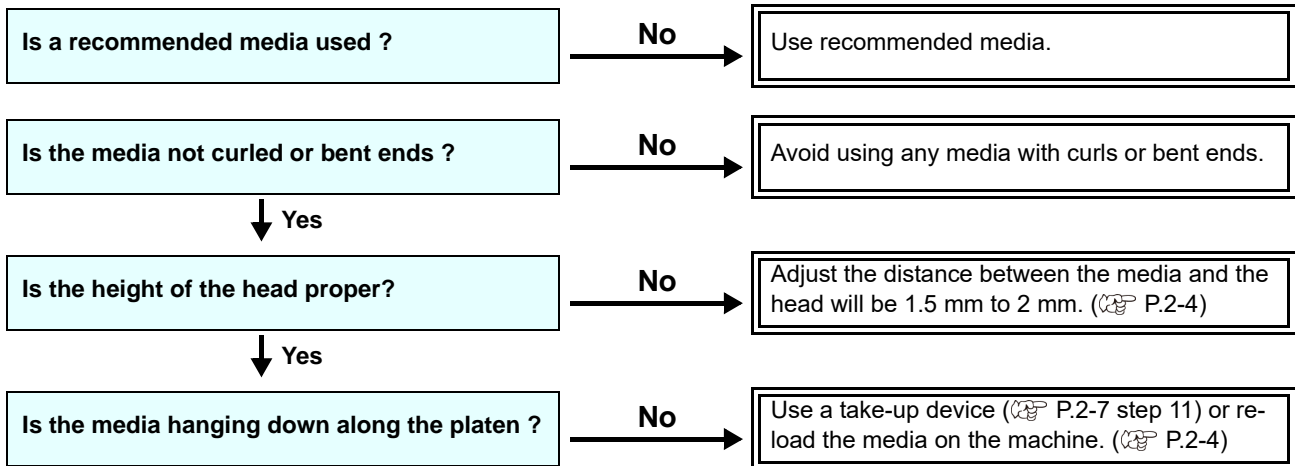 Is a recommended media used ?
No
Use recommended media.
Is the media not curled or bent ends ?
No
Avoid using any media with curls or bent ends.
Yes
Is the height of the head proper?
No
Adjust the distance between the media and the
head will be 1.5 mm to 2 mm. (☞ P.2-4)
Yes
Is the media hanging down along the platen ?
No
Use a take-up device (☞ P.2-7 step 11) or re-
load the media on the machine. (☞ P.2-4)